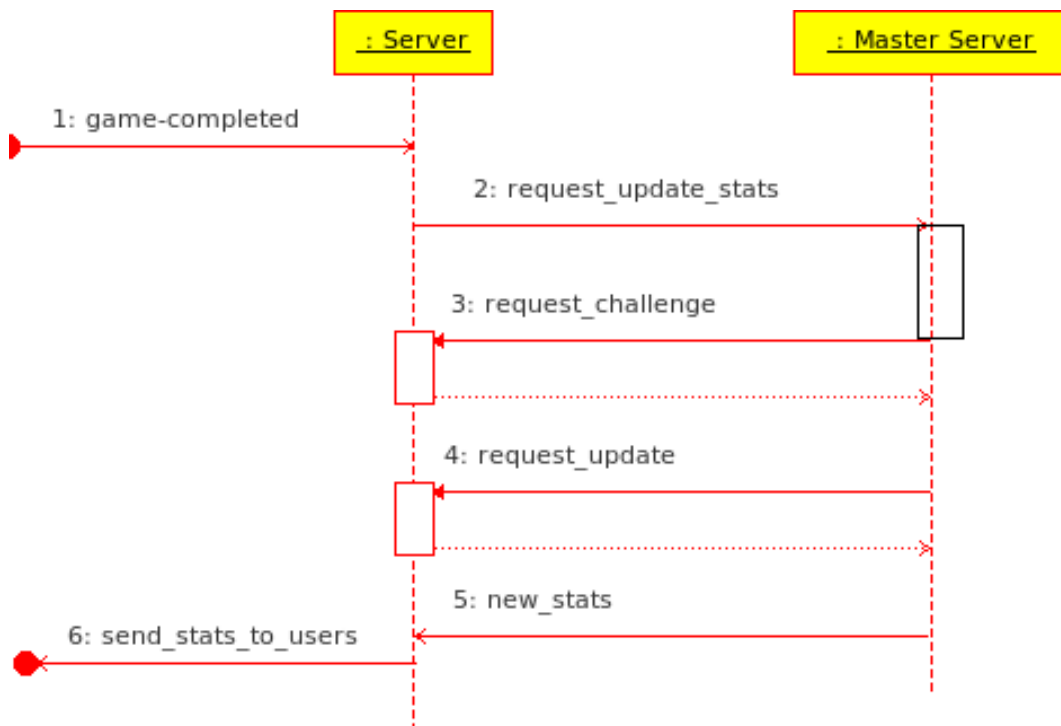 : Server
: Master Server
1: game-completed
2: request_update_stats
3: request_challenge
4: request_update
5: new_stats
6: send_stats_to_users